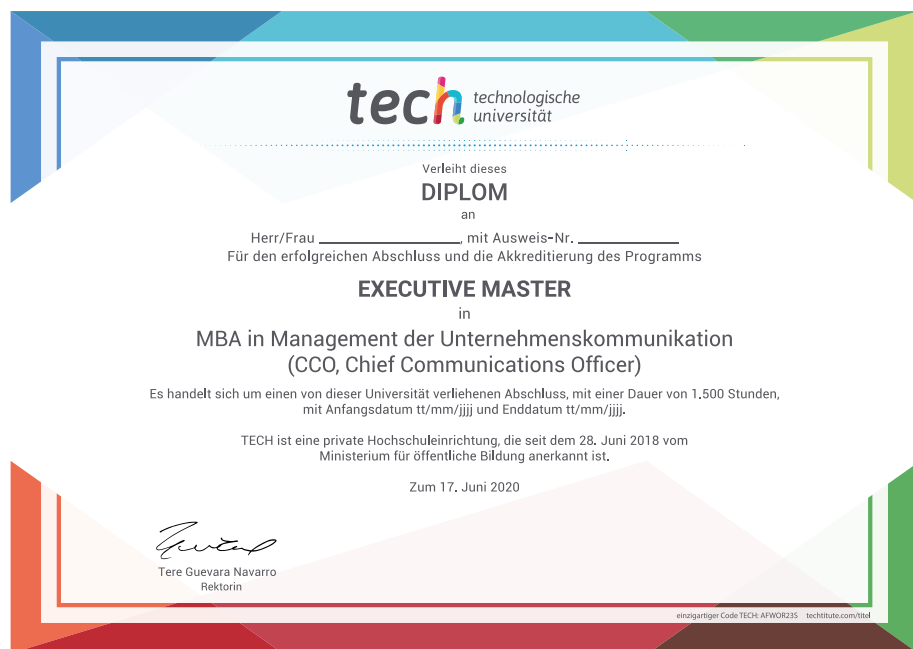 tech technologische
universität
Verleiht dieses
DIPLOM
an
Herr/Frau ____________________, mit Ausweis-Nr. ______________
Für den erfolgreichen Abschluss und die Akkreditierung des Programms
EXECUTIVE MASTER
in
MBA in Management der Unternehmenskommunikation
(CCO, Chief Communications Officer)
Es handelt sich um einen von dieser Universität verliehenen Abschluss, mit einer Dauer von 1.500 Stunden,
mit Anfangsdatum tt/mm/jjjj und Enddatum tt/mm/jjjj.
TECH ist eine private Hochschuleinrichtung, die seit dem 28. Juni 2018 vom
Ministerium für öffentliche Bildung anerkannt ist.
Zum 17. Juni 2020
Tere Guevara Navarro
Rektorin
einzigartiger Code TECH: AFWOR23S techtitute.com/titel